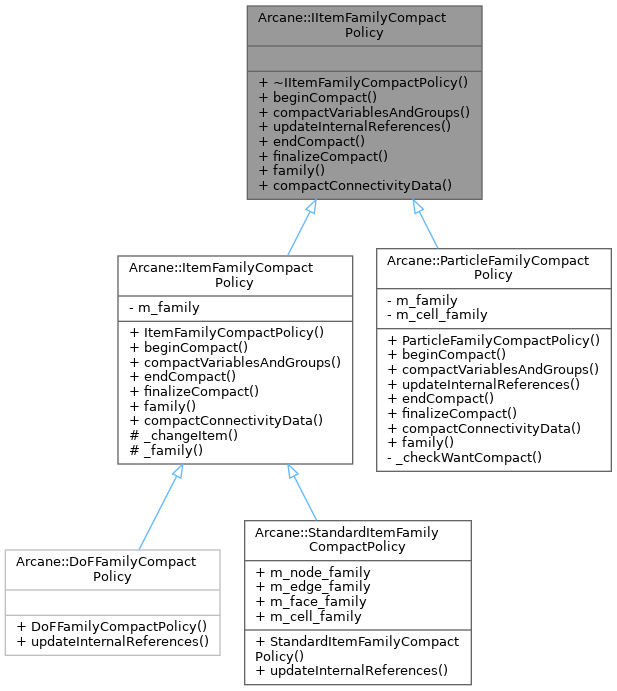 Arcane::IItemFamilyCompact
Policy
+ ~IItemFamilyCompactPolicy()
+ beginCompact()
+ compactVariablesAndGroups()
+ updateInternalReferences()
+ endCompact()
+ finalizeCompact()
+ family()
+ compactConnectivityData()
Arcane::ItemFamilyCompact
Policy
- m_family
+ ItemFamilyCompactPolicy()
+ beginCompact()
+ compactVariablesAndGroups()
+ endCompact()
+ finalizeCompact()
+ family()
+ compactConnectivityData()
# _changeItem()
# _family()
Arcane::ParticleFamilyCompact
Policy
- m_family
- m_cell_family
+ ParticleFamilyCompactPolicy()
+ beginCompact()
+ compactVariablesAndGroups()
+ updateInternalReferences()
+ endCompact()
+ finalizeCompact()
+ compactConnectivityData()
+ family()
- _checkWantCompact()
Arcane::DoFFamilyCompact
Policy
+ DoFFamilyCompactPolicy()
+ updateInternalReferences()
Arcane::StandardItemFamily
CompactPolicy
+ m_node_family
+ m_edge_family
+ m_face_family
+ m_cell_family
+ StandardItemFamilyCompact
Policy()
+ updateInternalReferences()